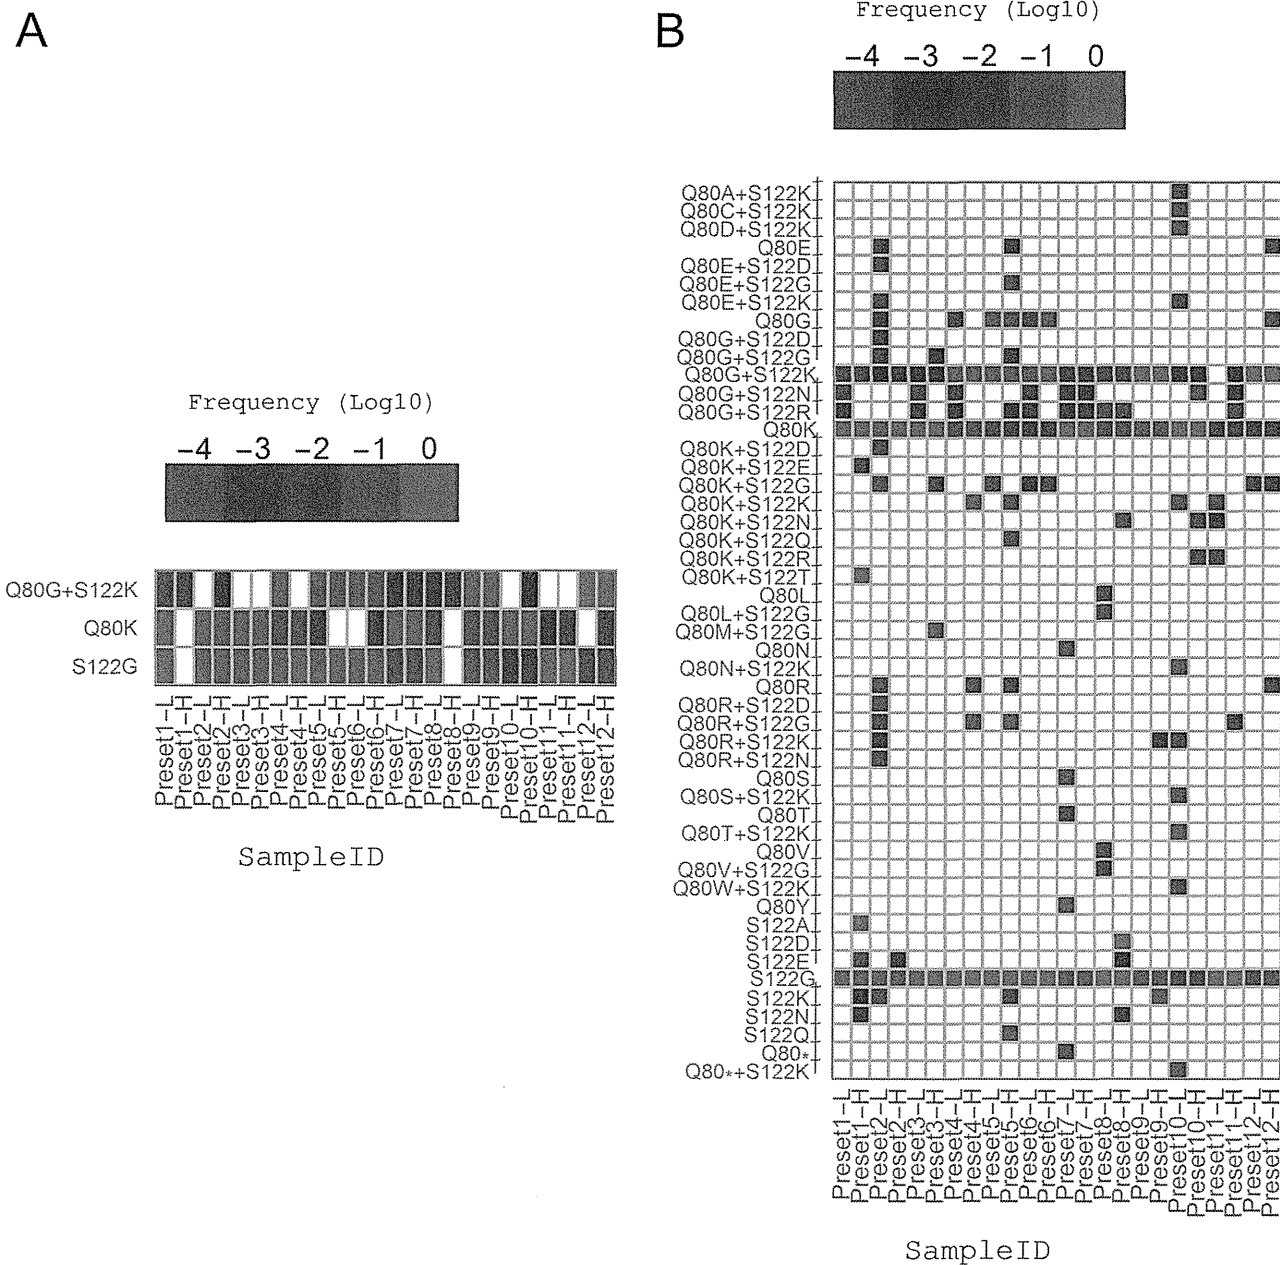 A
Frequency (Log10)
−4 −3 −2 −1 0
Q80G+S122K
Q80K
S122G
Preset1−L
Preset1−H
Preset2−L
Preset2−H
Preset3−L
Preset3−H
Preset4−L
Preset4−H
Preset5−L
Preset5−H
Preset6−L
Preset6−H
Preset7−L
Preset7−H
Preset8−L
Preset8−H
Preset9−L
Preset9−H
Preset10−L
Preset10−H
Preset11−L
Preset11−H
Preset12−L
Preset12−H
SampleID
B
Frequency (Log10)
−4 −3 −2 −1 0
Q80A+S122K
Q80C+S122K
Q80D+S122K
Q80E
Q80E+S122D
Q80E+S122G
Q80E+S122K
Q80G
Q80G+S122D
Q80G+S122G
Q80G+S122K
Q80G+S122N
Q80G+S122R
Q80K
Q80K+S122D
Q80K+S122E
Q80K+S122G
Q80K+S122K
Q80K+S122N
Q80K+S122Q
Q80K+S122R
Q80K+S122T
Q80L
Q80L+S122G
Q80M+S122G
Q80N
Q80N+S122K
Q80R
Q80R+S122D
Q80R+S122G
Q80R+S122K
Q80R+S122N
Q80S
Q80S+S122K
Q80T
Q80T+S122K
Q80V
Q80V+S122G
Q80W+S122K
Q80Y
S122A
S122D
S122E
S122G
S122K
S122N
S122Q
Q80*
Q80*+S122K
Preset1−L
Preset1−H
Preset2−L
Preset2−H
Preset3−L
Preset3−H
Preset4−L
Preset4−H
Preset5−L
Preset5−H
Preset6−L
Preset6−H
Preset7−L
Preset7−H
Preset8−L
Preset8−H
Preset9−L
Preset9−H
Preset10−L
Preset10−H
Preset11−L
Preset11−H
Preset12−L
Preset12−H
SampleID